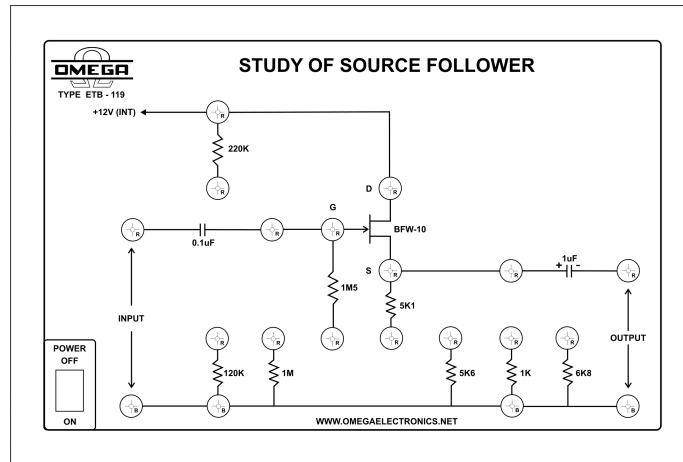 OMEGA
TYPE ETB - 119
STUDY OF SOURCE FOLLOWER
+12V (INT)
R
220K
R
D
R
G
BFW-10
R
0.1uF
R
R
S
R
R
1uF
+ -
R
1M5
5K1
INPUT
OUTPUT
R
R
R
R
R
R
R
120K
1M
5K6
1K
6K8
B
B
B
B
POWER
OFF
ON
WWW.OMEGAELECTRONICS.NET